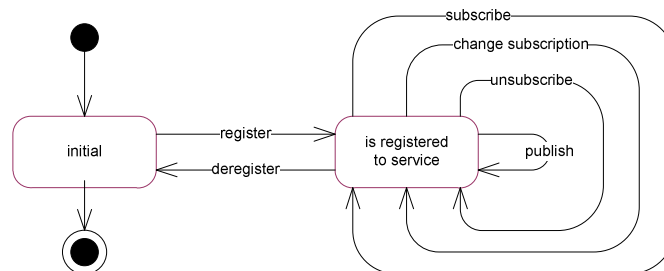 subscribe
change subscription
unsubscribe
register
initial
is registered
to service
publish
deregister